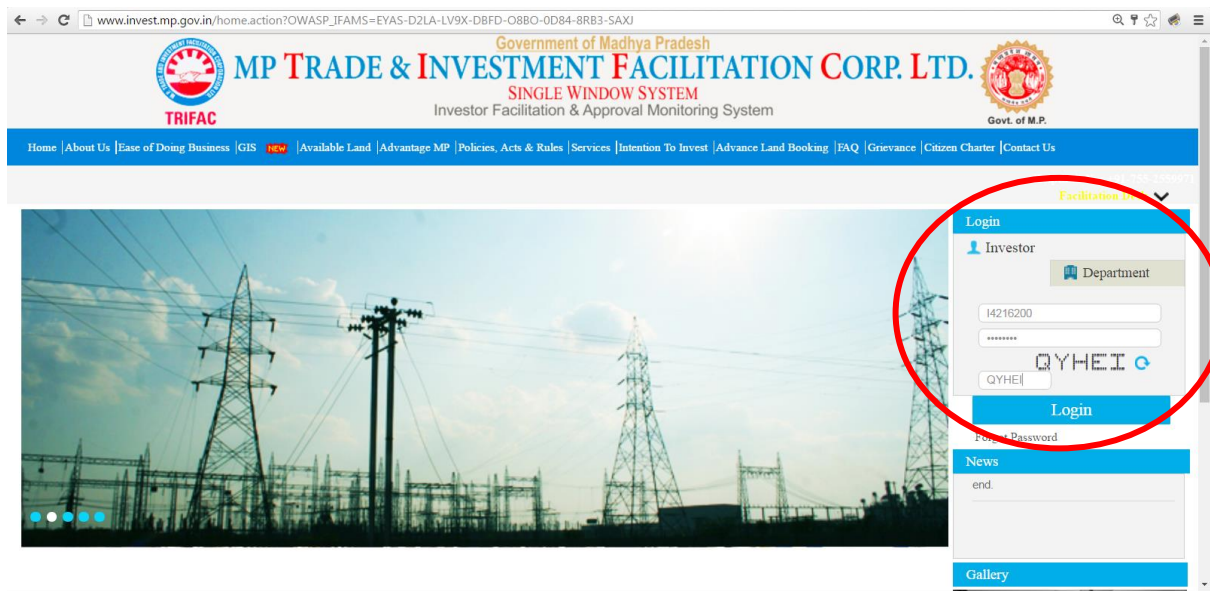 www.invest.mp.gov.in/home.action?OWASP_IFAMS=EYAS-D2LA-LV9X-DBFD-O8BO-0D84-8RB3-SAXJ
Government of Madhya Pradesh
MP TRADE & INVESTMENT FACILITATION CORP. LTD.
SINGLE WINDOW SYSTEM
Investor Facilitation & Approval Monitoring System
TRIFAC
Govt. of M.P.
Home |About Us |Ease of Doing Business |GIS NEW |Available Land |Advantage MP |Policies, Acts & Rules |Services |Intention To Invest |Advance Land Booking |FAQ |Grievance |Citizen Charter |Contact Us
Facilitation
Login
Investor
Department
I4216200
••••••••
QYHEI
QYHEI
Login
Forgot Password
News
end.
Gallery